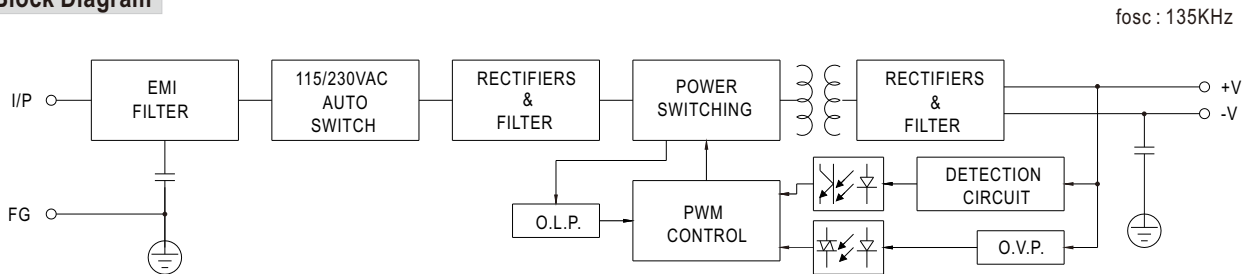 Block Diagram
fosc : 135KHz
I/P
EMI
FILTER
115/230VAC
AUTO
SWITCH
RECTIFIERS
&
FILTER
POWER
SWITCHING
RECTIFIERS
&
FILTER
+V
-V
FG
O.L.P.
PWM
CONTROL
DETECTION
CIRCUIT
O.V.P.